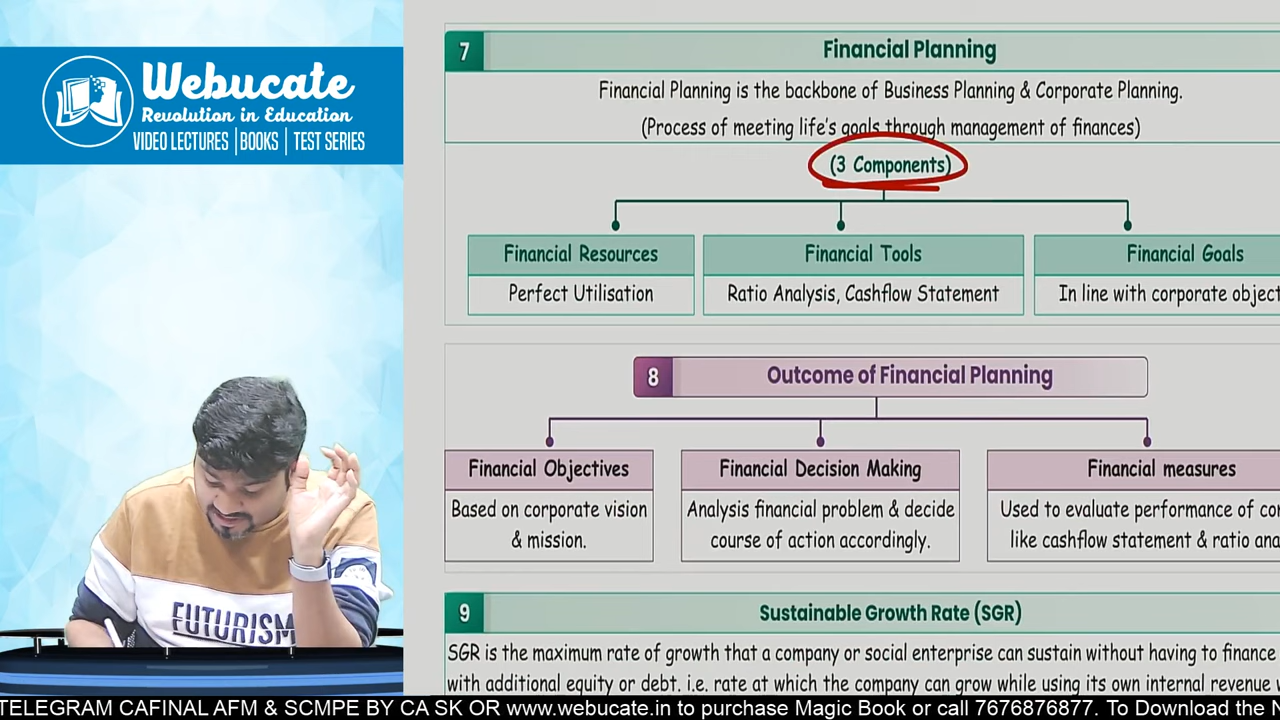 Webucate
Revolution in Education
VIDEO LECTURES | BOOKS | TEST SERIES
FUTURISM
7
Financial Planning
Financial Planning is the backbone of Business Planning & Corporate Planning.
(Process of meeting life's goals through management of finances)
(3 Components)
Financial Resources
Perfect Utilisation
Financial Tools
Ratio Analysis, Cashflow Statement
Financial Goals
In line with corporate object
8
Outcome of Financial Planning
Financial Objectives
Based on corporate vision
& mission.
Financial Decision Making
Analysis financial problem & decide
course of action accordingly.
Financial measures
Used to evaluate performance of cor
like cashflow statement & ratio ana
9
Sustainable Growth Rate (SGR)
SGR is the maximum rate of growth that a company or social enterprise can sustain without having to finance
with additional equity or debt. i.e. rate at which the company can grow while using its own internal revenue
TELEGRAM CAFINAL AFM & SCMPE BY CA SK OR www.webucate.in to purchase Magic Book or call 7676876877. To Download the